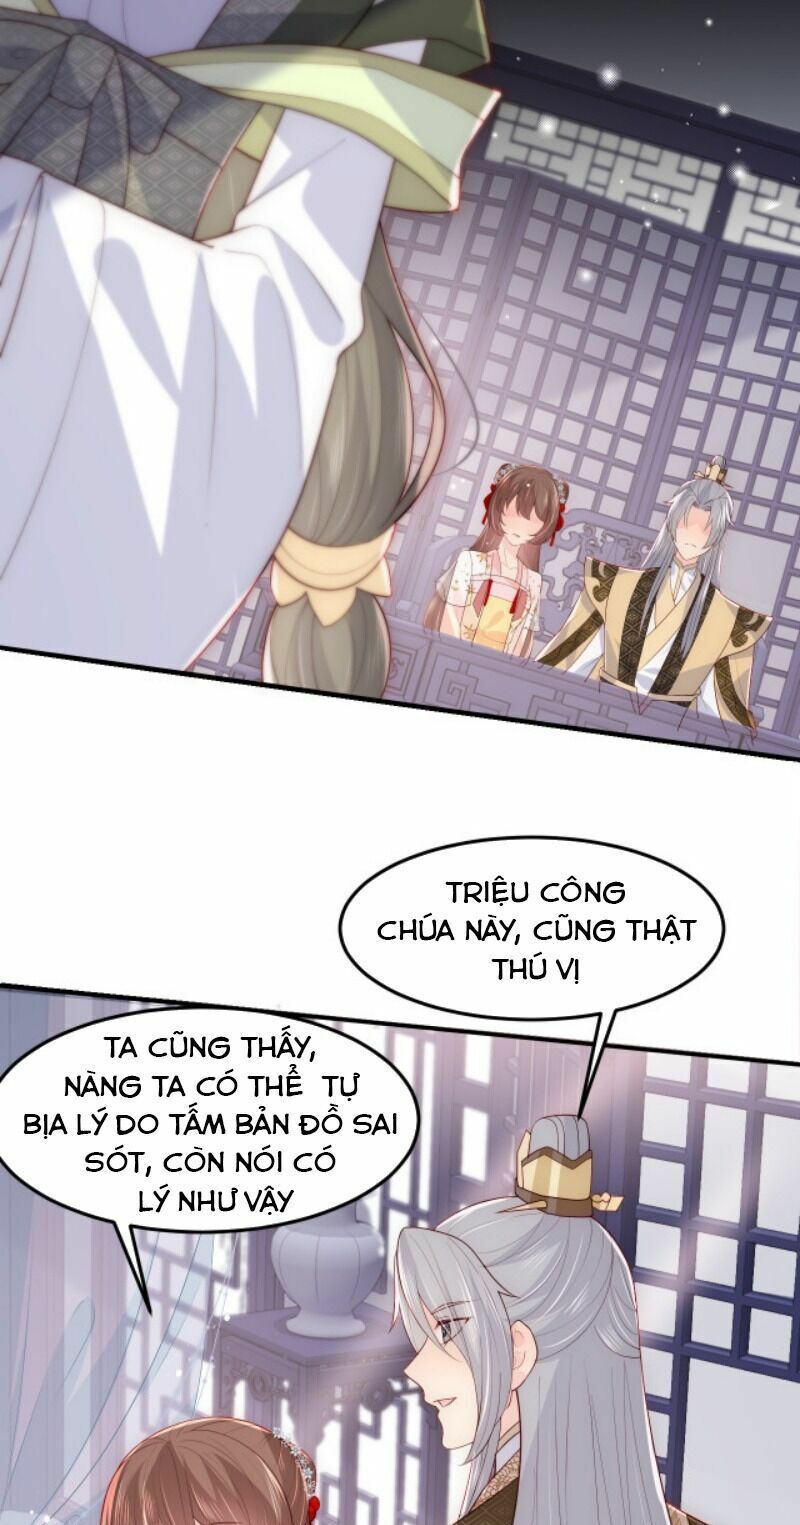 TRIỆU CÔNG
CHÚA NÀY, CŨNG THẬT
THÚ VỊ
TA CŨNG THẤY,
NÀNG TA CÓ THỂ TỰ
BỊA LÝ DO TẤM BẢN ĐỒ SAI
SÓT, CÒN NÓI CÓ
LÝ NHƯ VẬY